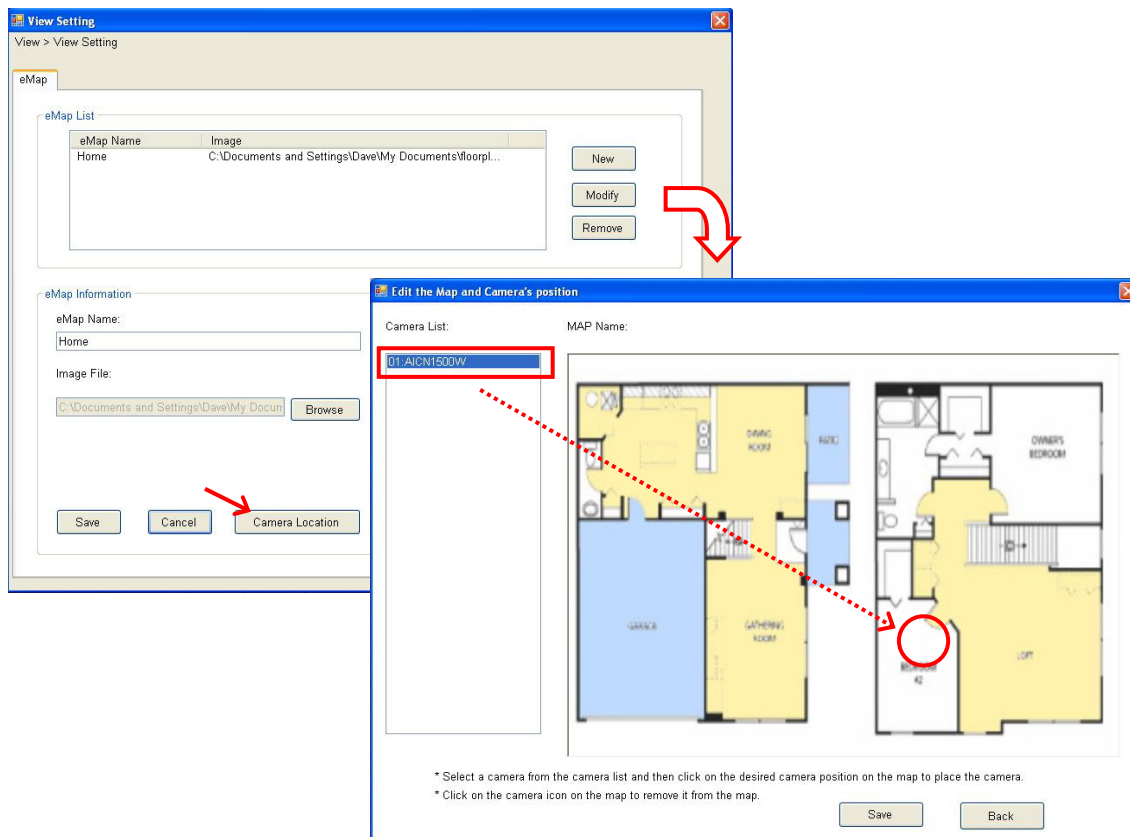 View Setting
View > View Setting
eMap
eMap List
eMap Name Image
Home C:\Documents and Settings\Dave\My Documents\floorpl...
New
Modify
Remove
eMap Information
eMap Name:
Home
Image File:
C:\Documents and Settings\Dave\My Docun
Browse
Save Cancel Camera Location
Edit the Map and Camera's position
Camera List: MAP Name:
01:AICN1500W
DINING
ROOM
PATIO
OWNER'S
BEDROOM
GARAGE
GATHERING
ROOM
LOFT
BEDROOM
#2
* Select a camera from the camera list and then click on the desired camera position on the map to place the camera.
* Click on the camera icon on the map to remove it from the map.
Save Back